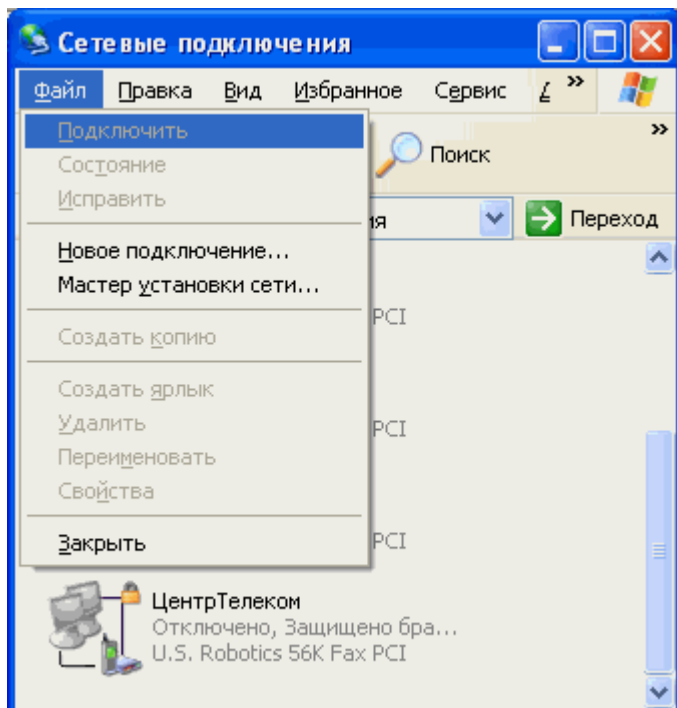 Сетевые подключения
Файл Правка Вид Избранное Сервис »
Подключить
Состояние
Исправить
Новое подключение...
Мастер установки сети...
Создать копию
Создать ярлык
Удалить
Переименовать
Свойства
Закрыть
Поиск »
ия Переход
PCI
PCI
PCI
ЦентрТелеком
Отключено, Защищено бра...
U.S. Robotics 56K Fax PCI